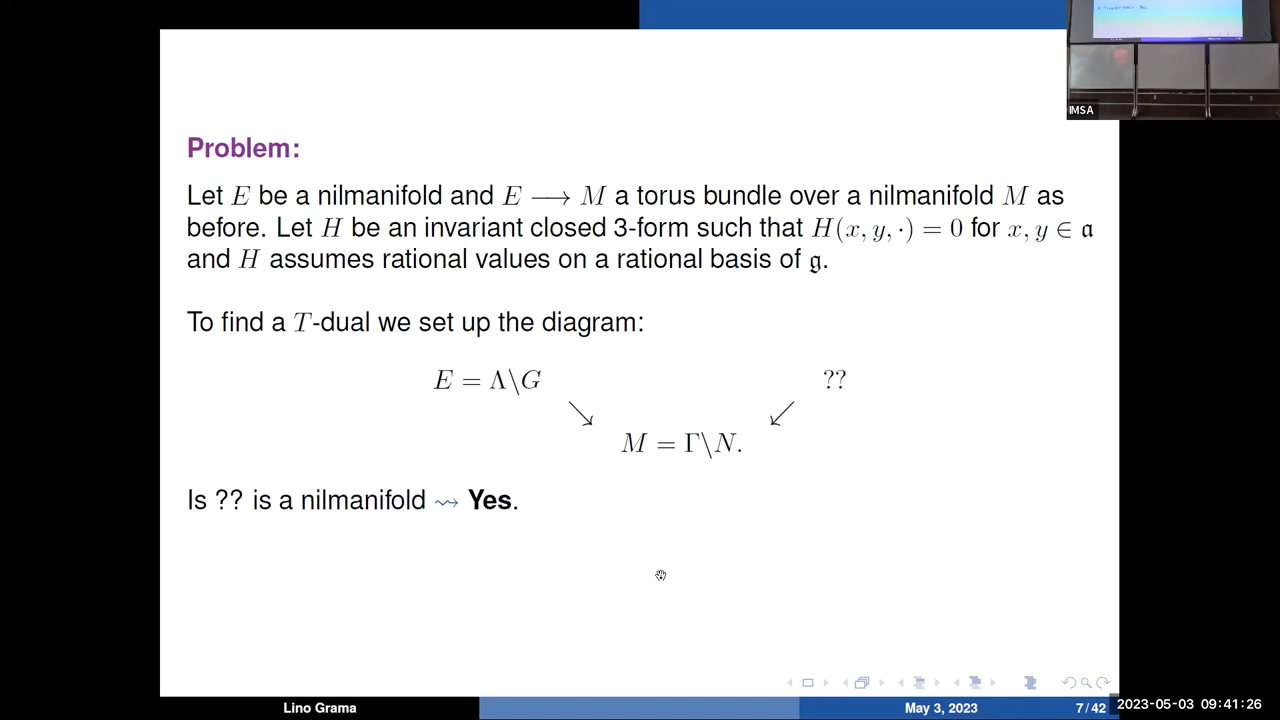 Problem:
Let E be a nilmanifold and E ⟶ M a torus bundle over a nilmanifold M as
before. Let H be an invariant closed 3-form such that H(x, y, ·) = 0 for x, y ∈ 𝔞
and H assumes rational values on a rational basis of 𝔤.
To find a T-dual we set up the diagram:
E = Λ\G ??
↘ ↙
M = Γ\N.
Is ?? is a nilmanifold ⇝ Yes.
IMSA
Lino Grama May 3, 2023 7 / 42
2023-05-03 09:41:26